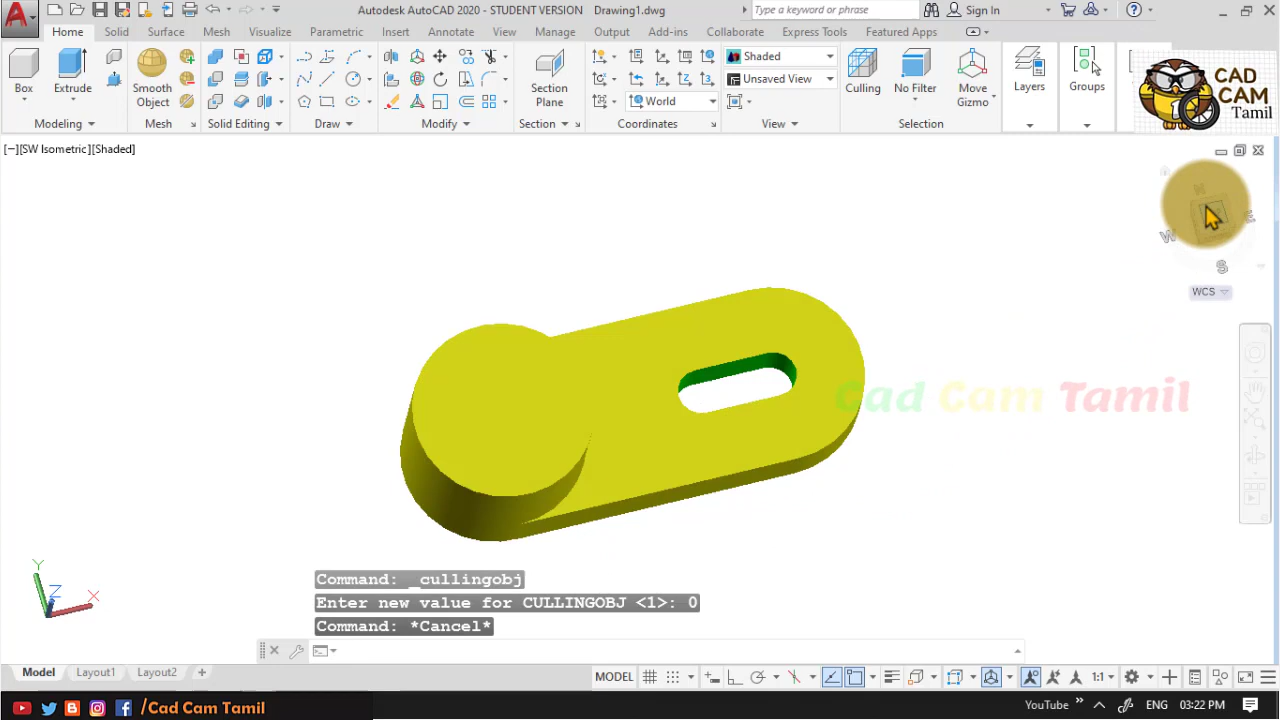 Autodesk AutoCAD 2020 - STUDENT VERSION Drawing1.dwg
Type a keyword or phrase
Sign In
Home Solid Surface Mesh Visualize Parametric Insert Annotate View Manage Output Add-ins Collaborate Express Tools Featured Apps
Box
Extrude
Smooth
Object
Section
Plane
World
Shaded
Unsaved View
Culling
No Filter
Move
Gizmo
Layers
Groups
Modeling
Mesh
Solid Editing
Draw
Modify
Section
Coordinates
View
Selection
CAD
CAM
Tamil
[−][SW Isometric][Shaded]
N
E
W
S
WCS
Cad Cam Tamil
Y
Z
X
Command: _cullingobj
Enter new value for CULLINGOBJ <1>: 0
Command: *Cancel*
Model Layout1 Layout2 +
MODEL
1:1
/Cad Cam Tamil
YouTube
ENG
03:22 PM